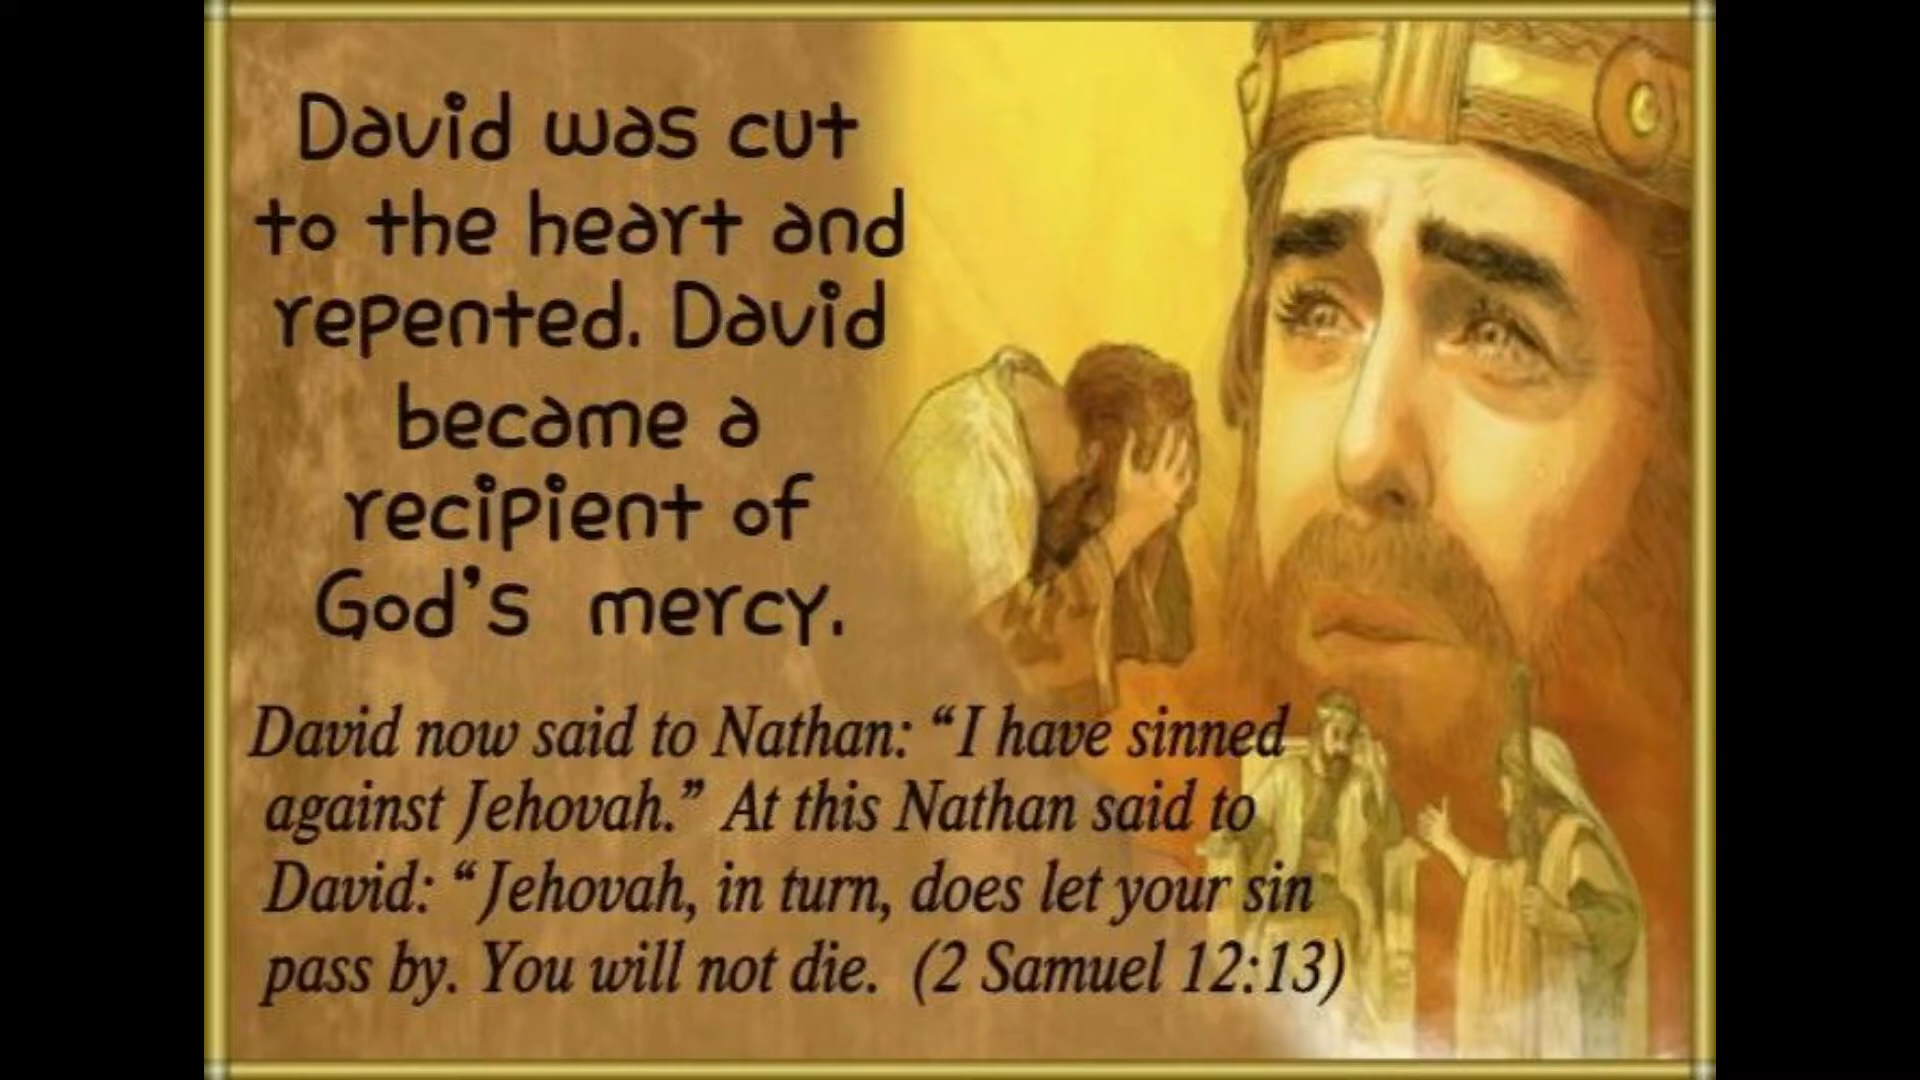 David was cut
to the heart and
repented. David
became a
recipient of
God's mercy.
David now said to Nathan: “I have sinned
against Jehovah.” At this Nathan said to
David: “Jehovah, in turn, does let your sin
pass by. You will not die. (2 Samuel 12:13)